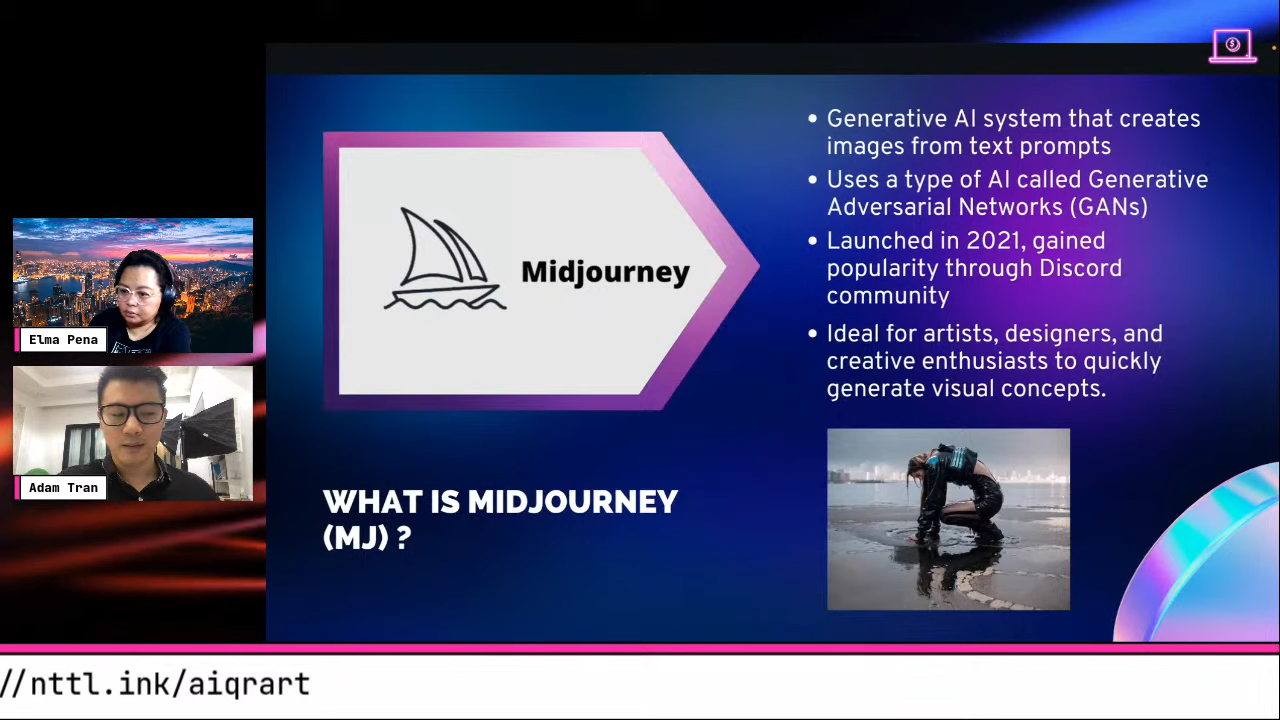 Elma Pena
Adam Tran
Midjourney
WHAT IS MIDJOURNEY
(MJ) ?
• Generative AI system that creates
images from text prompts
• Uses a type of AI called Generative
Adversarial Networks (GANs)
• Launched in 2021, gained
popularity through Discord
community
• Ideal for artists, designers, and
creative enthusiasts to quickly
generate visual concepts.
//nttl.ink/aiqrart